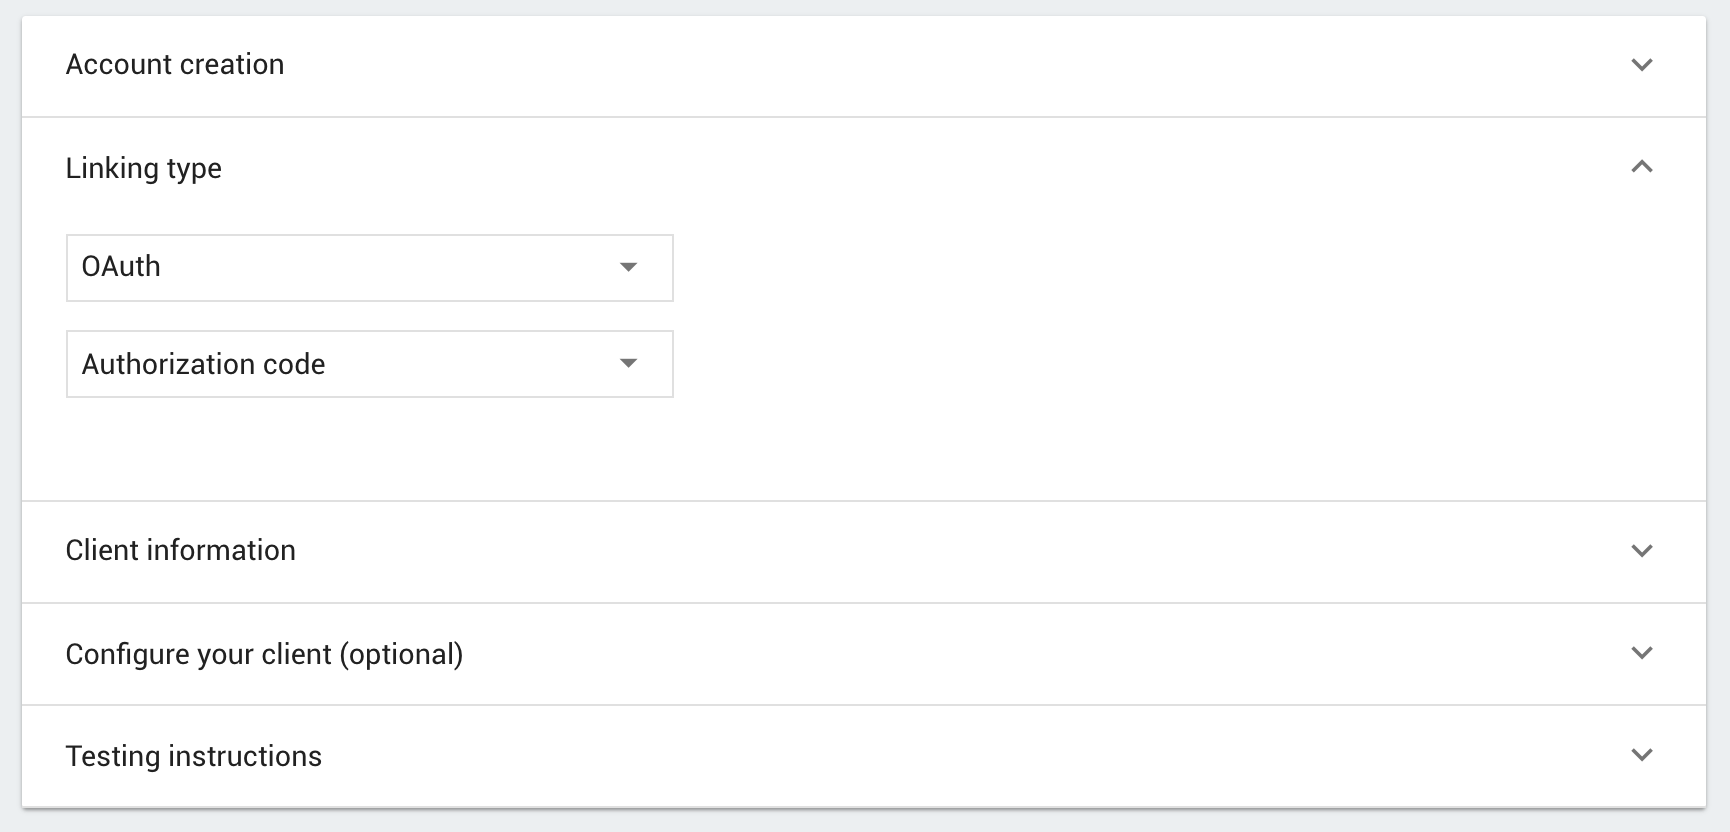 Account creation
Linking type
OAuth
Authorization code
Client information
Configure your client (optional)
Testing instructions